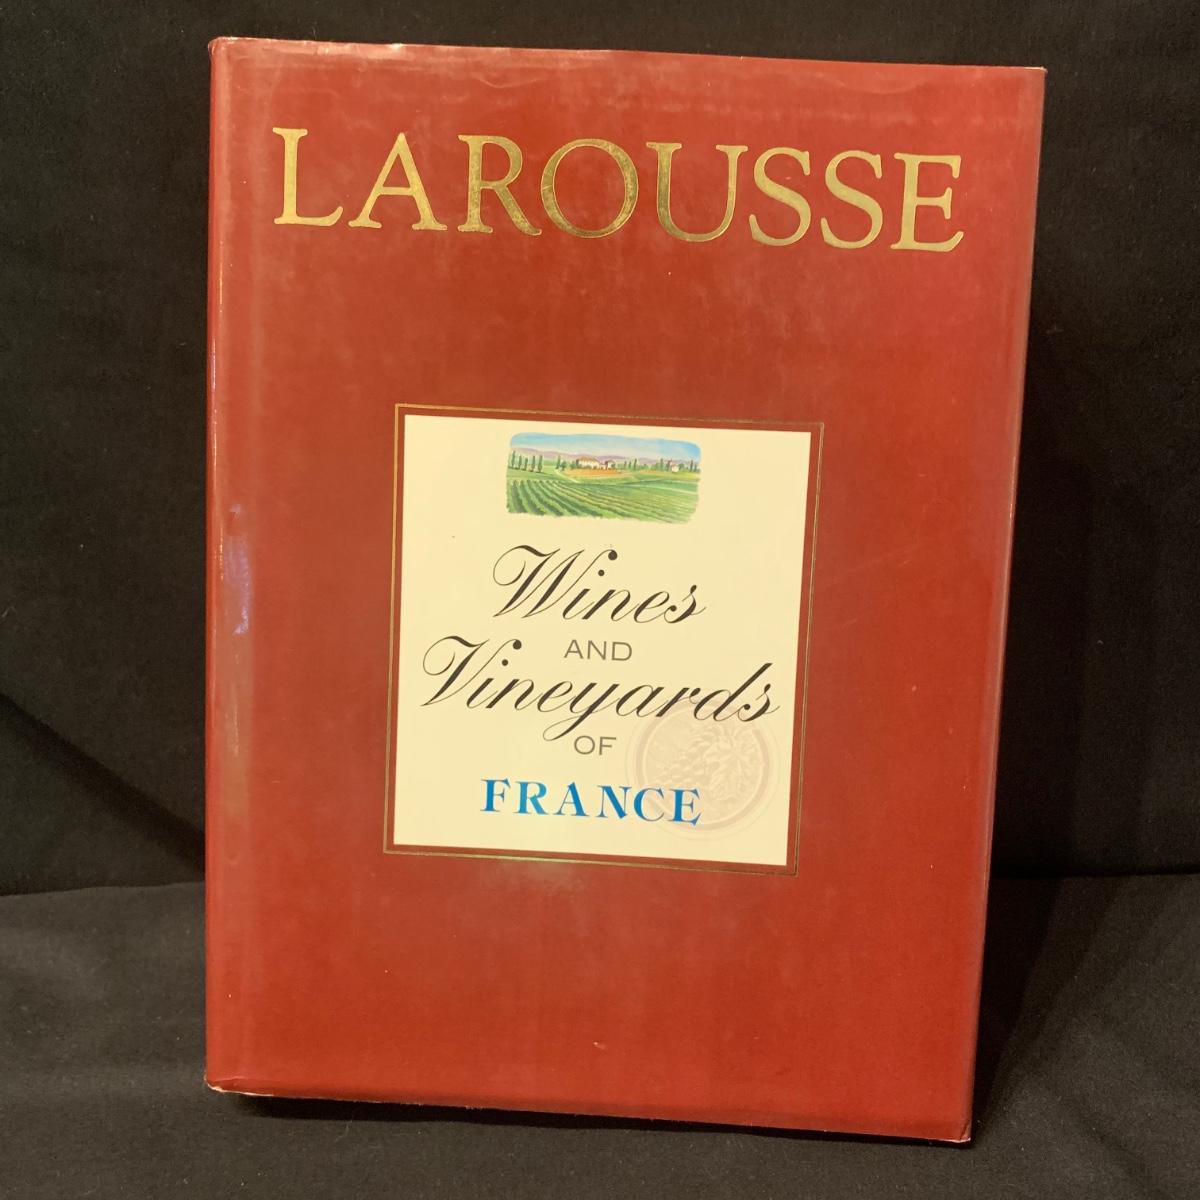 LAROUSSE
Wines
AND
Vineyards
OF
FRANCE